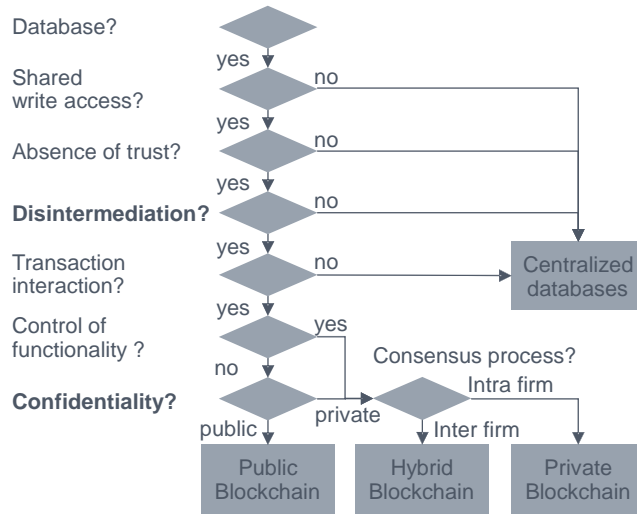 Database?
yes
Shared
write access?
no
yes
Absence of trust?
no
yes
Disintermediation?
no
yes
Transaction
interaction?
no
Centralized
databases
yes
Control of
functionality ?
yes
no
Consensus process?
Confidentiality?
Intra firm
private
public
Inter firm
Public
Blockchain
Hybrid
Blockchain
Private
Blockchain